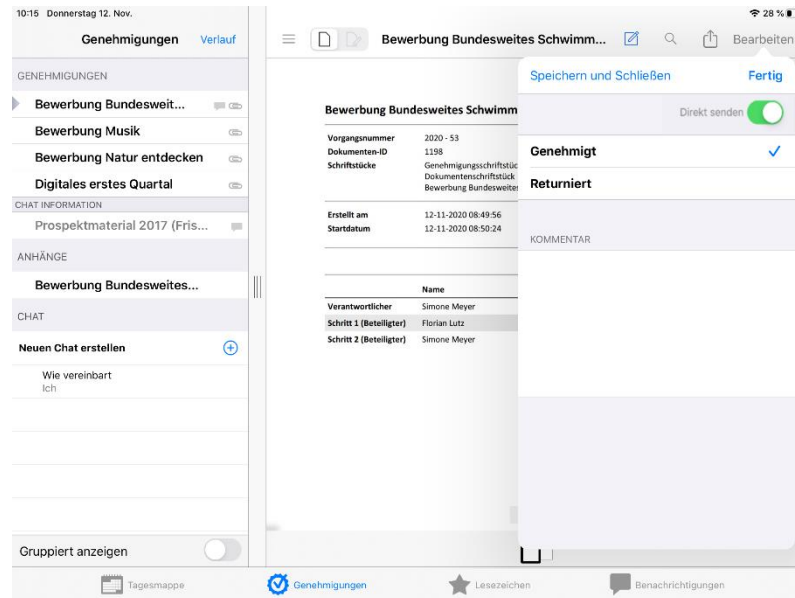 10:15 Donnerstag 12. Nov.
28 %
Genehmigungen Verlauf
GENEHMIGUNGEN
Bewerbung Bundesweit...
Bewerbung Musik
Bewerbung Natur entdecken
Digitales erstes Quartal
CHAT INFORMATION
Prospektmaterial 2017 (Fris...
ANHÄNGE
Bewerbung Bundesweites...
CHAT
Neuen Chat erstellen
Wie vereinbart
Ich
Gruppiert anzeigen
Bewerbung Bundesweites Schwimm... Bearbeiten
Bewerbung Bundesweites Schwimm
Vorgangsnummer 2020 - 53
Dokumenten-ID 1198
Schriftstücke Genehmigungsschriftstüc
Dokumentenschriftstück
Bewerbung Bundesweites
Erstellt am 12-11-2020 08:49:56
Startdatum 12-11-2020 08:50:24
Name
Verantwortlicher Simone Meyer
Schritt 1 (Beteiligter) Florian Lutz
Schritt 2 (Beteiligter) Simone Meyer
Speichern und Schließen Fertig
Direkt senden
Genehmigt
Returniert
KOMMENTAR
Tagesmappe Genehmigungen Lesezeichen Benachrichtigungen